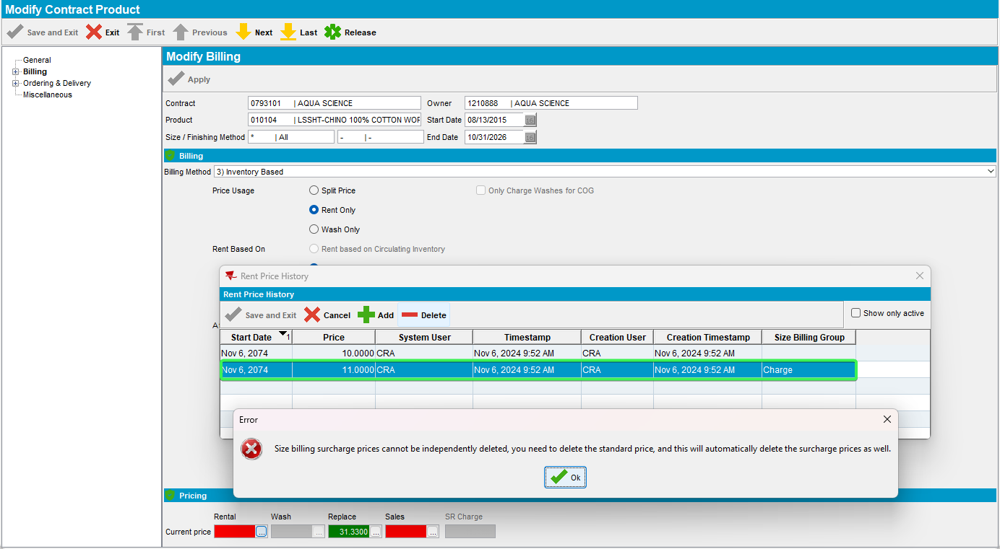 Modify Contract Product
Save and Exit Exit First Previous Next Last Release
General
Billing
Ordering & Delivery
Miscellaneous
Modify Billing
Apply
Contract 0793101 | AQUA SCIENCE Owner 1210888 | AQUA SCIENCE
Product 010104 | LSSHT-CHINO 100% COTTON WOF Start Date 08/13/2015
Size / Finishing Method * | All - | - End Date 10/31/2026
Billing
Billing Method 3) Inventory Based
Price Usage Split Price Only Charge Washes for COG
Rent Only
Wash Only
Rent Based On Rent based on Circulating Inventory
Rent Price History
Rent Price History
Save and Exit Cancel Add Delete Show only active
Start Date 1 Price System User Timestamp Creation User Creation Timestamp Size Billing Group
Nov 6, 2074 10.0000 CRA Nov 6, 2024 9:52 AM CRA Nov 6, 2024 9:52 AM
Nov 6, 2074 11.0000 CRA Nov 6, 2024 9:52 AM CRA Nov 6, 2024 9:52 AM Charge
Error
Size billing surcharge prices cannot be independently deleted, you need to delete the standard price, and this will automatically delete the surcharge prices as well.
Ok
Pricing
Rental Wash Replace Sales SR Charge
Current price ... ... 31.3300 ... ...